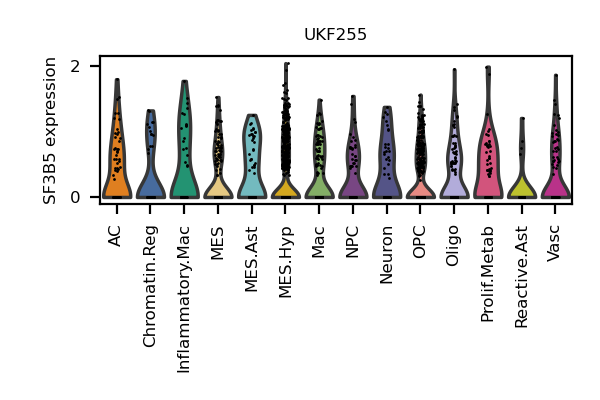 UKF255
SF3B5 expression
2
0
AC
Chromatin.Reg
Inflammatory.Mac
MES
MES.Ast
MES.Hyp
Mac
NPC
Neuron
OPC
Oligo
Prolif.Metab
Reactive.Ast
Vasc